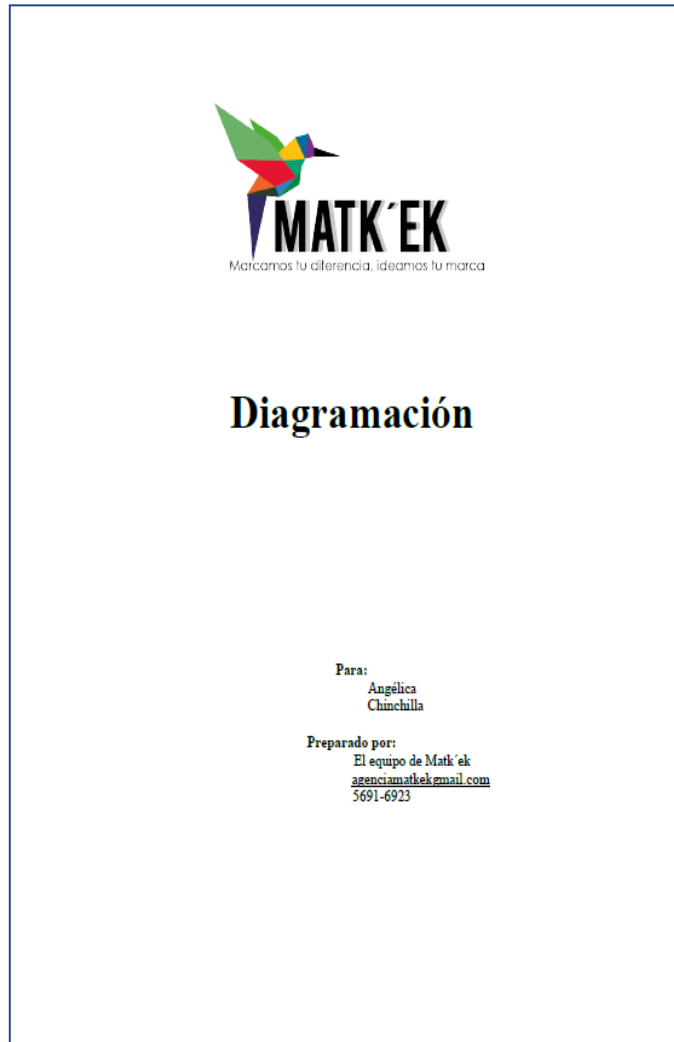 MATK´EK
Marcamos tu diferencia, ideamos tu marca
Diagramación
Para:
Angélica
Chinchilla
Preparado por:
El equipo de Matk´ek
agenciamatkekgmail.com
5691-6923